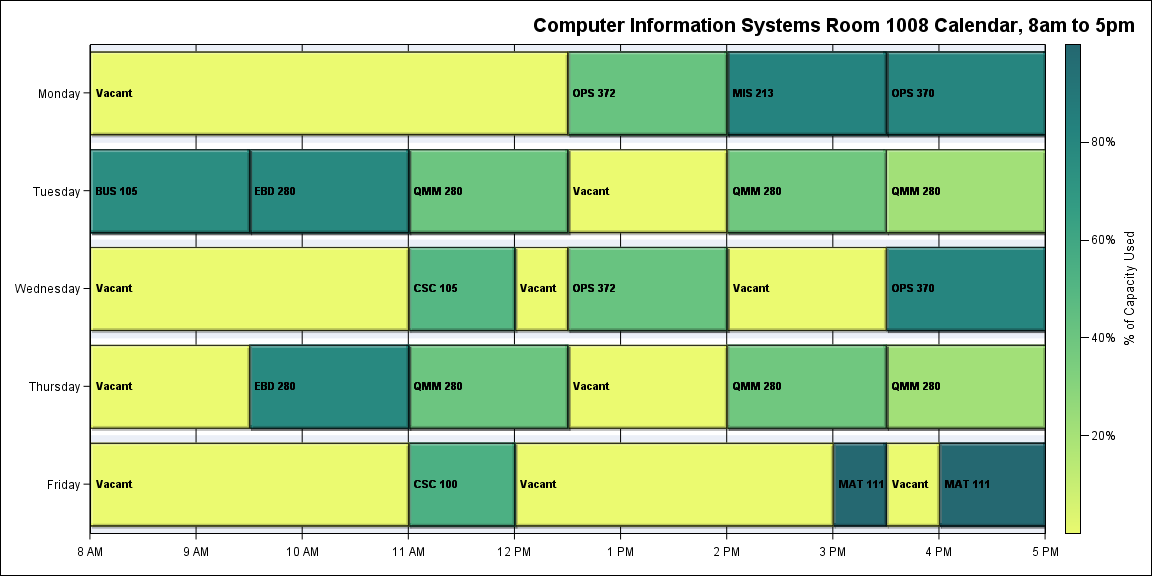 Computer Information Systems Room 1008 Calendar, 8am to 5pm
Monday
Vacant
OPS 372
MIS 213
OPS 370
Tuesday
BUS 105
EBD 280
QMM 280
Vacant
QMM 280
QMM 280
Wednesday
Vacant
CSC 105
Vacant
OPS 372
Vacant
OPS 370
Thursday
Vacant
EBD 280
QMM 280
Vacant
QMM 280
QMM 280
Friday
Vacant
CSC 100
Vacant
MAT 111
Vacant
MAT 111
8 AM
9 AM
10 AM
11 AM
12 PM
1 PM
2 PM
3 PM
4 PM
5 PM
80%
60%
40%
20%
% of Capacity Used